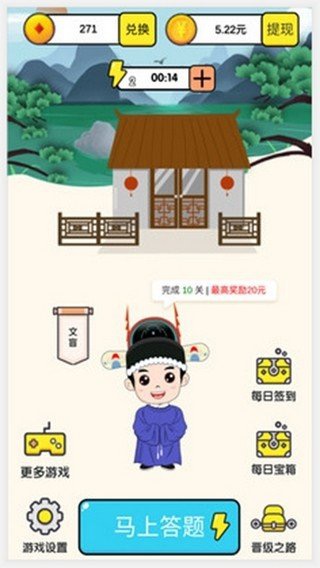 271 兑换 5.22元 提现
2 00:14
完成 10 关 | 最高奖励20元
文盲
每日签到
更多游戏 每日宝箱
马上答题
游戏设置 晋级之路